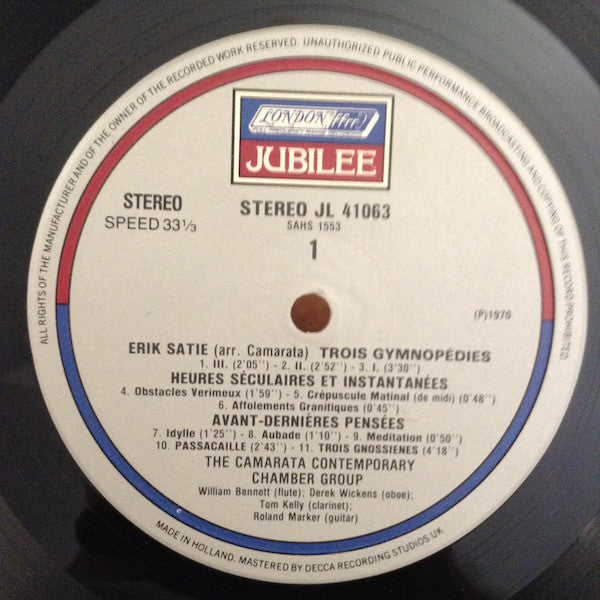 ALL RIGHTS OF THE MANUFACTURER AND OF THE OWNER OF THE RECORDED WORK RESERVED. UNAUTHORIZED PUBLIC PERFORMANCE BROADCASTING AND COPYING OF THIS RECORD PROHIBITED.
LONDON ffrr
FULL FREQUENCY RANGE RECORDING
JUBILEE
STEREO
SPEED 33⅓
STEREO JL 41063
SAHS 1553
1
(P)1970
ERIK SATIE (arr. Camarata) TROIS GYMNOPÉDIES
1. III. (2'05'') - 2. II. (2'52'') - 3. I. (3'30'')
HEURES SÉCULAIRES ET INSTANTANÉES
4. Obstacles Verimeux (1'59'') - 5. Crépuscule Matinal (de midi) (0'48'')
6. Affolements Granitiques (0'45'')
AVANT-DERNIÈRES PENSÉES
7. Idylle (1'25'') - 8. Aubade (1'10'') - 9. Meditation (0'50'')
10. PASSACAILLE (2'43'') - 11. TROIS GNOSSIENES (4'18'')
THE CAMARATA CONTEMPORARY
CHAMBER GROUP
William Bennett (flute); Derek Wickens (oboe);
Tom Kelly (clarinet);
Roland Marker (guitar)
MADE IN HOLLAND. MASTERED BY DECCA RECORDING STUDIOS UK